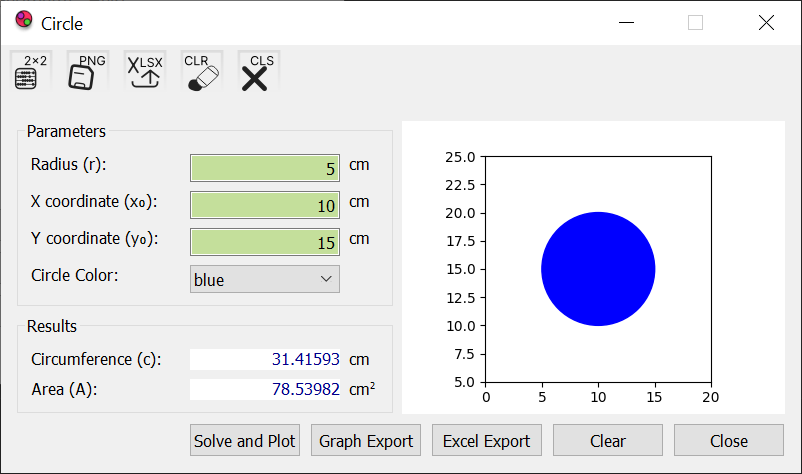 Circle
2×2 PNG XLSX CLR CLS
Parameters
Radius (r): 5 cm
X coordinate (x₀): 10 cm
Y coordinate (y₀): 15 cm
Circle Color: blue
Results
Circumference (c): 31.41593 cm
Area (A): 78.53982 cm²
25.0
22.5
20.0
17.5
15.0
12.5
10.0
7.5
5.0
0 5 10 15 20
Solve and Plot Graph Export Excel Export Clear Close